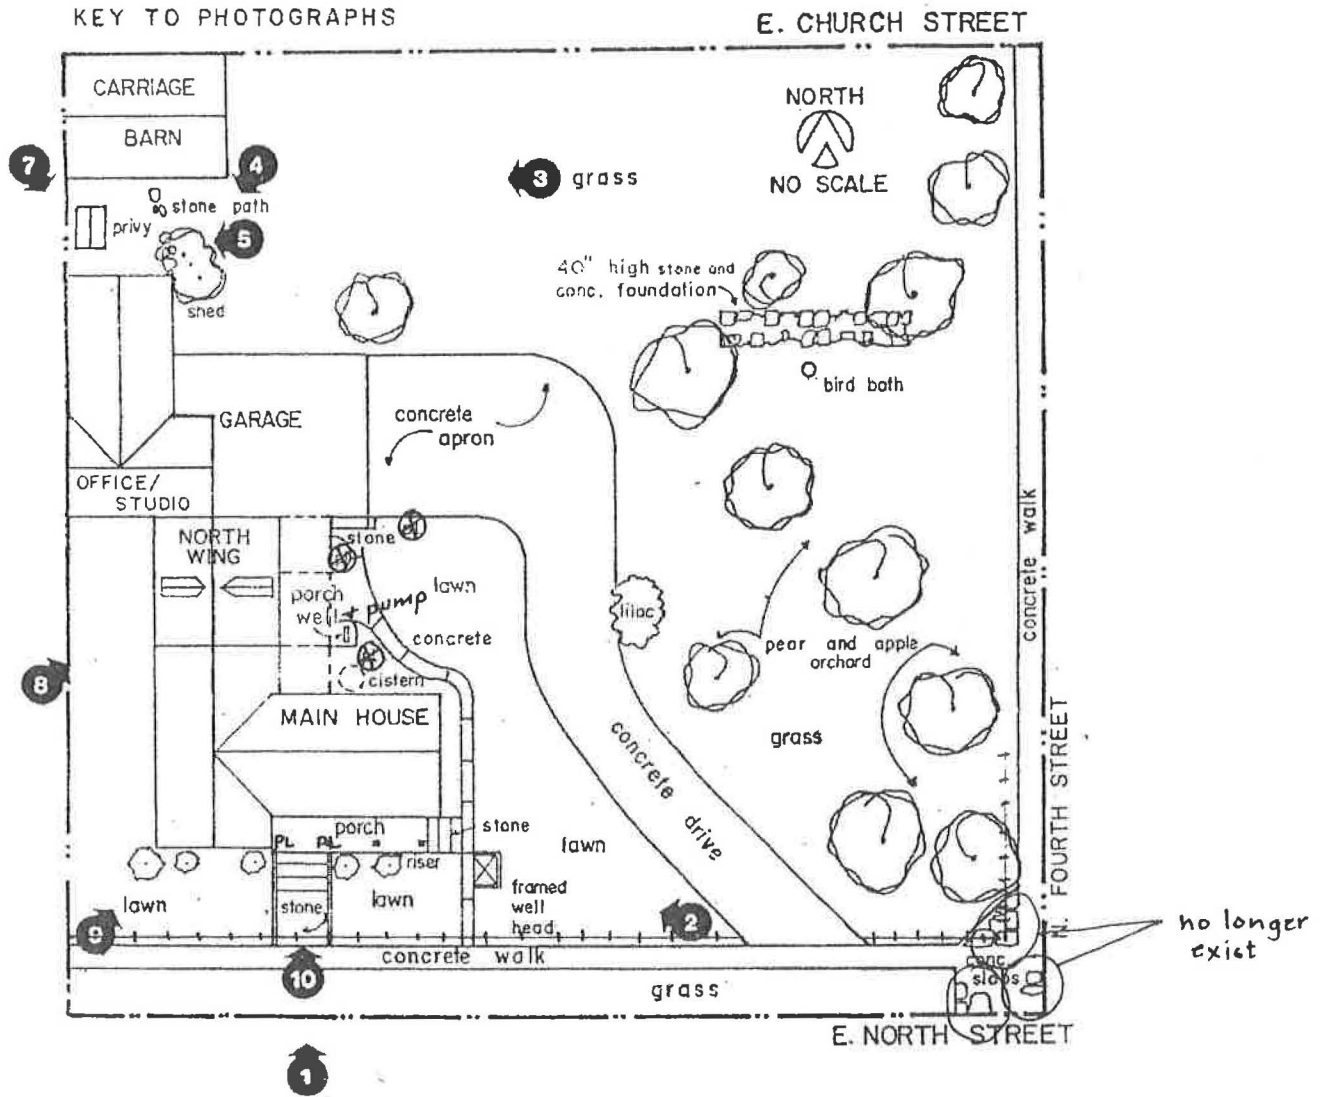 KEY TO PHOTOGRAPHS
E. CHURCH STREET
CARRIAGE
BARN
NORTH
NO SCALE
7
4
3 grass
stone path
privy
5
shed
40" high stone and
conc. foundation
bird bath
GARAGE
concrete
apron
OFFICE/
STUDIO
NORTH
WING
stone
lawn
porch
well + pump
concrete
cistern
lilac
pear and apple
orchard
concrete walk
8
MAIN HOUSE
grass
concrete drive
N. FOURTH STREET
porch
stone
PL PL
riser
lawn
lawn
stone
lawn
framed
well
head
9
2
no longer
exist
concrete walk
conc.
slabs
10
grass
E. NORTH STREET
1